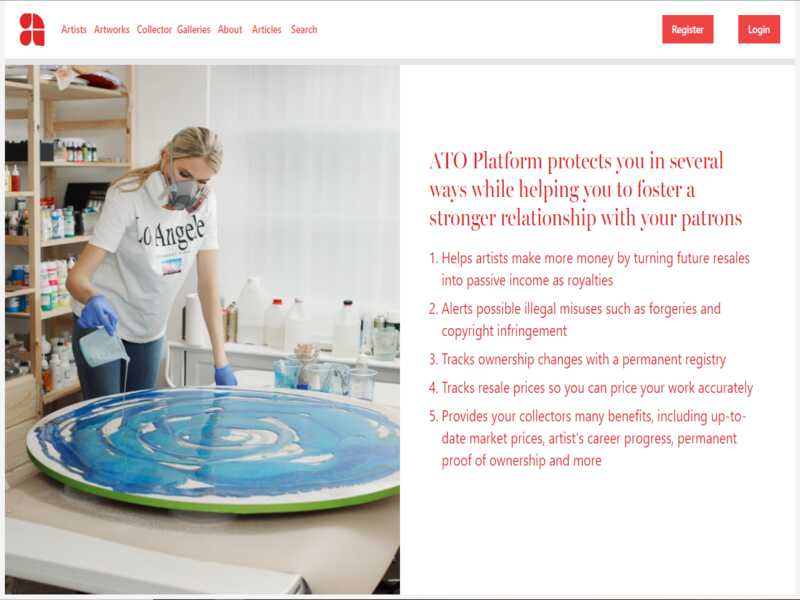 Artists Artworks Collector Galleries About Articles Search Register Login
ATO Platform protects you in several
ways while helping you to foster a
stronger relationship with your patrons
1. Helps artists make more money by turning future resales
into passive income as royalties
2. Alerts possible illegal misuses such as forgeries and
copyright infringement
3. Tracks ownership changes with a permanent registry
4. Tracks resale prices so you can price your work accurately
5. Provides your collectors many benefits, including up-to-
date market prices, artist's career progress, permanent
proof of ownership and more
Los Angele